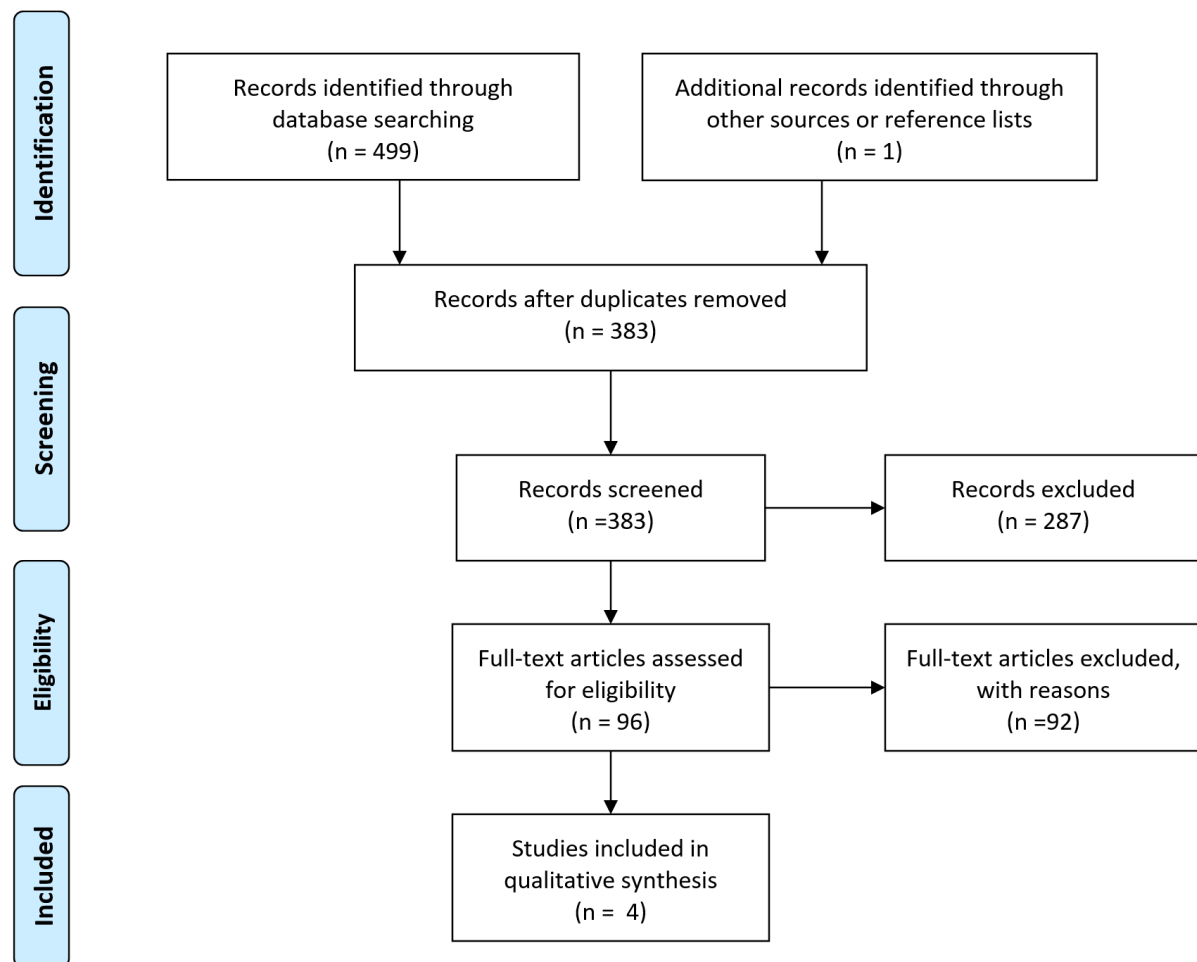 Identification
Records identified through
database searching
(n = 499)
Additional records identified through
other sources or reference lists
(n = 1)
Records after duplicates removed
(n = 383)
Screening
Records screened
(n =383)
Records excluded
(n = 287)
Eligibility
Full-text articles assessed
for eligibility
(n = 96)
Full-text articles excluded,
with reasons
(n =92)
Included
Studies included in
qualitative synthesis
(n =  4)